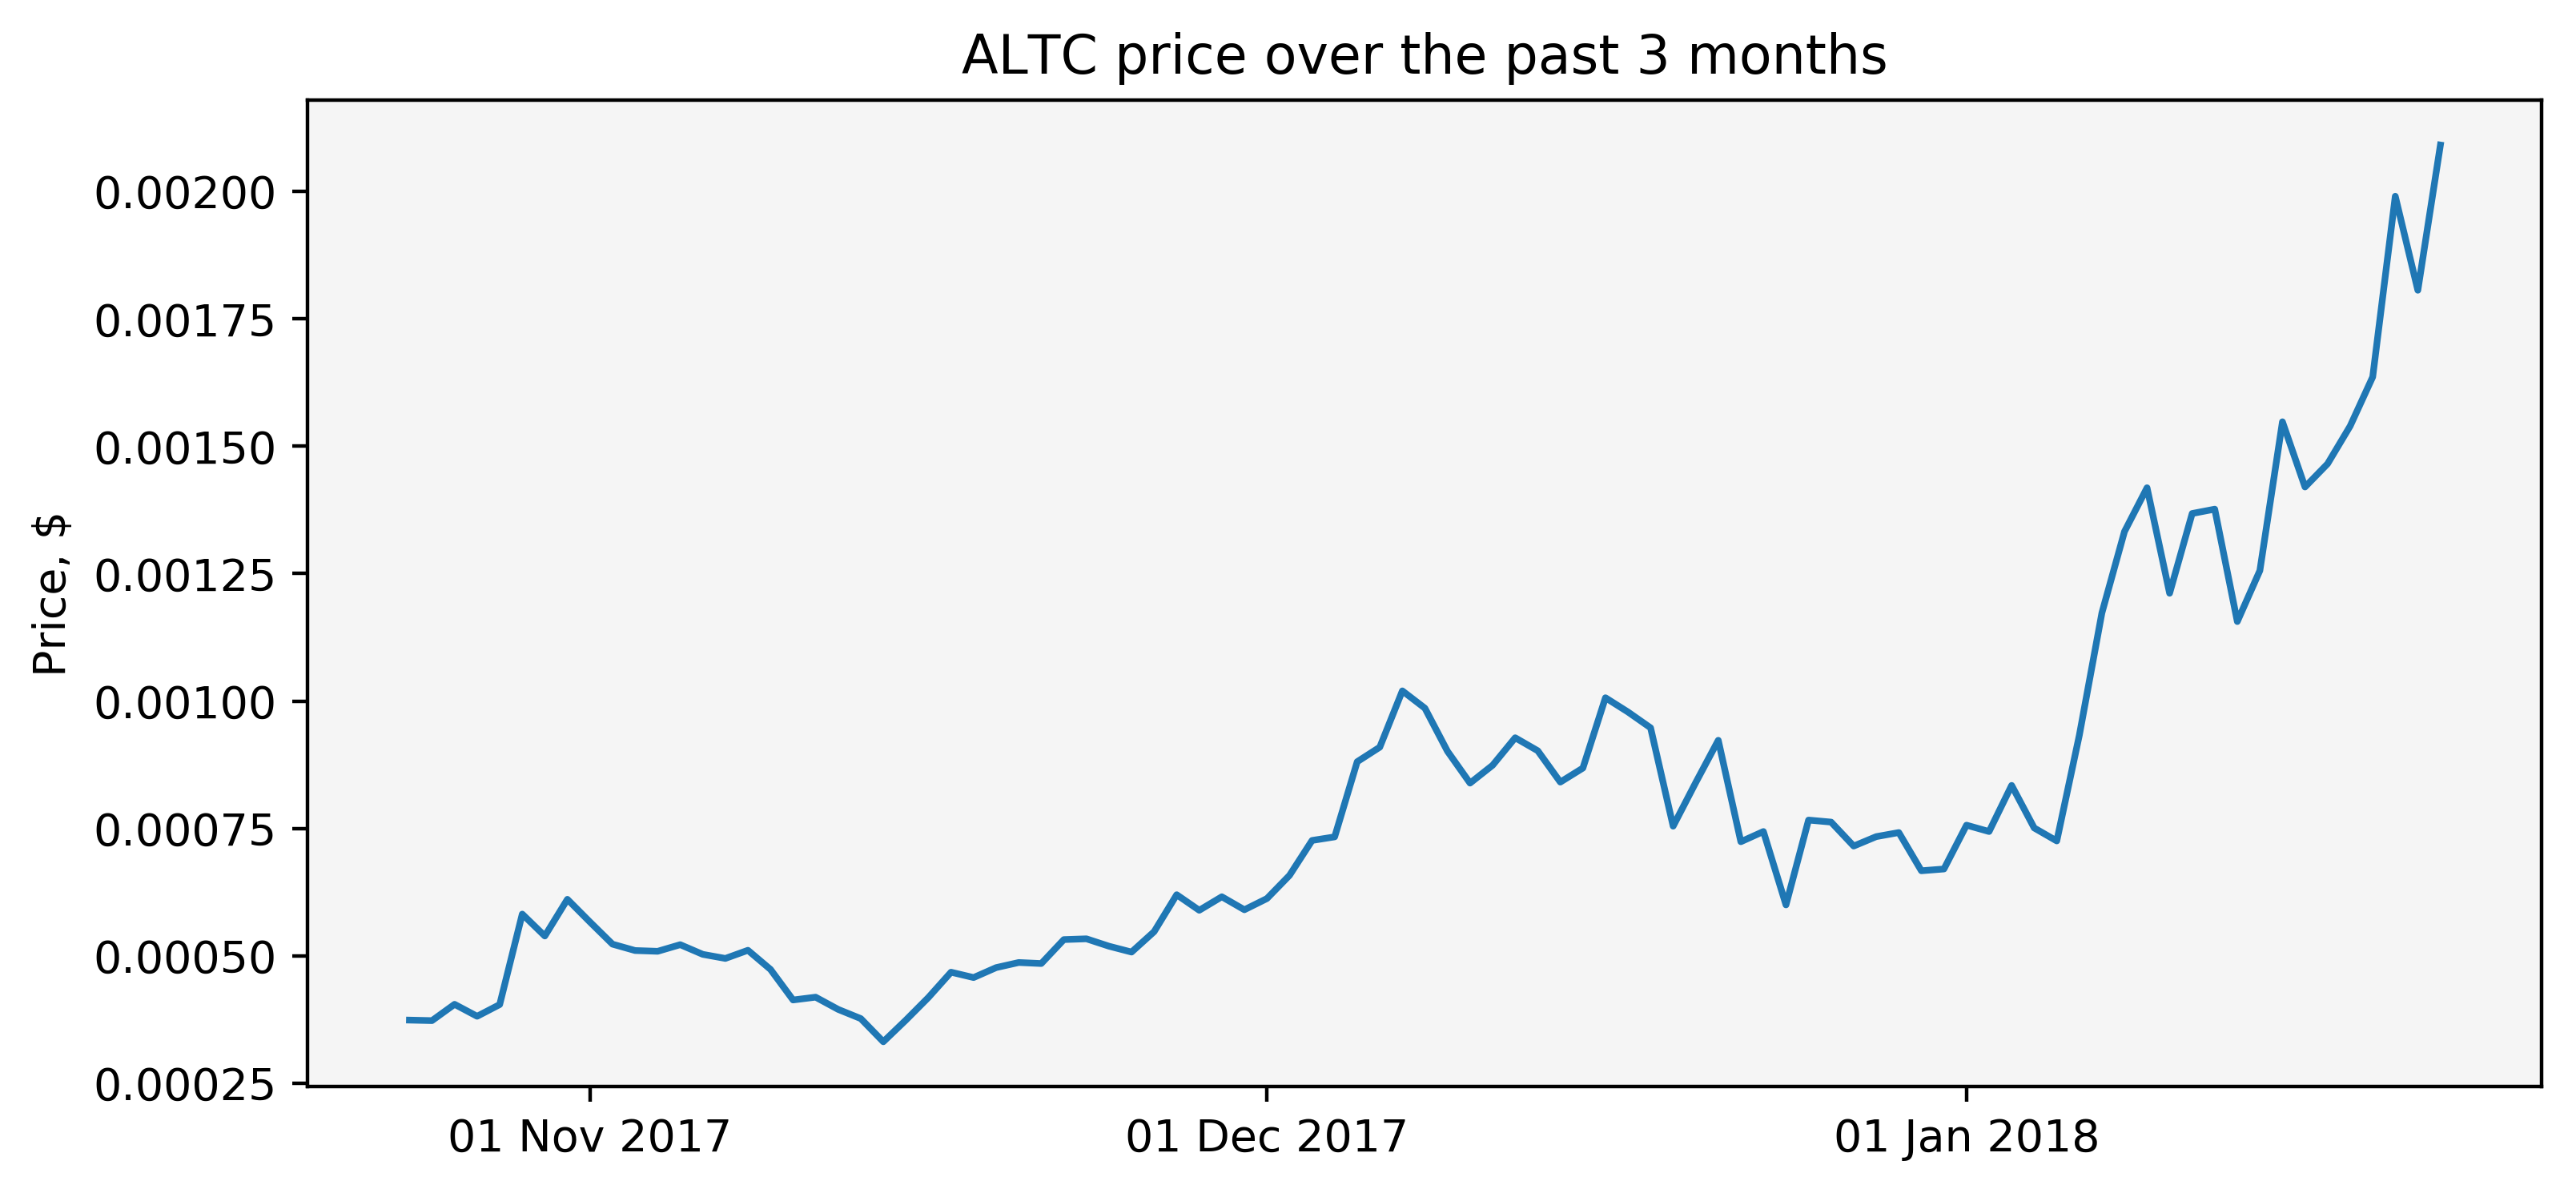 ALTC price over the past 3 months
Price, $
0.00200
0.00175
0.00150
0.00125
0.00100
0.00075
0.00050
0.00025
01 Nov 2017
01 Dec 2017
01 Jan 2018